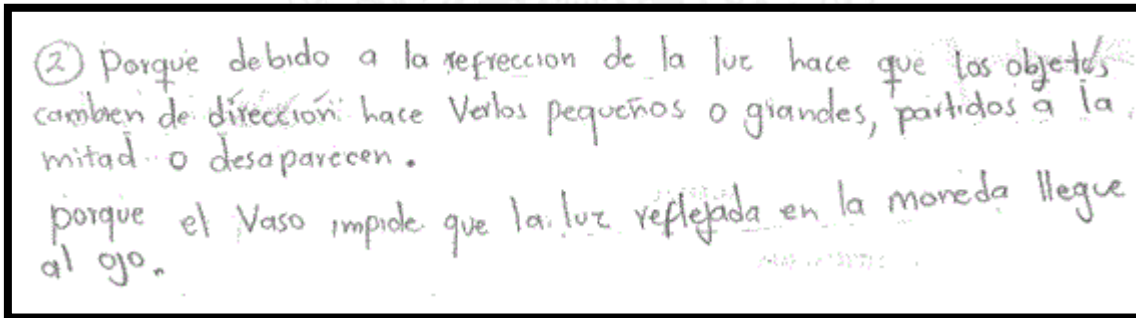 ② Porque debido a la refreccion de la luz hace que los objetos
cambien de dirección hace Verlos pequeños o grandes, partidos a la
mitad o desaparecen.
porque el Vaso impide que la luz reflejada en la moneda llegue
al ojo.